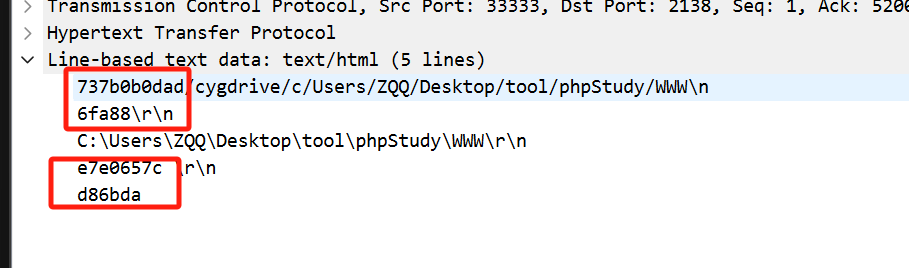 Transmission Control Protocol, Src Port: 33333, Dst Port: 2138, Seq: 1, Ack: 5200
Hypertext Transfer Protocol
Line-based text data: text/html (5 lines)
737b0b0dad/cygdrive/c/Users/ZQQ/Desktop/tool/phpStudy/WWW\n
6fa88\r\n
C:\Users\ZQQ\Desktop\tool\phpStudy\WWW\r\n
e7e0657c \r\n
d86bda